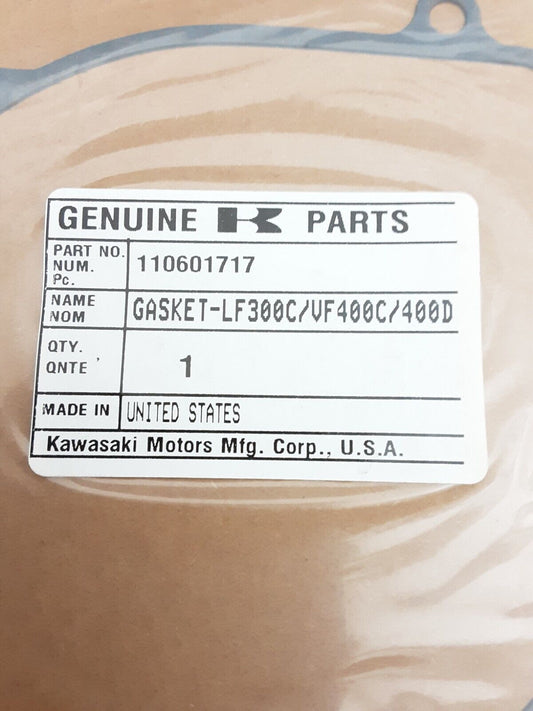 GENUINE K PARTS
PART NO.
NUM. 110601717
Pc.
NAME
NOM GASKET-LF300C/VF400C/400D
QTY.
QNTE ' 1
MADE IN UNITED STATES
Kawasaki Motors Mfg. Corp., U.S.A.